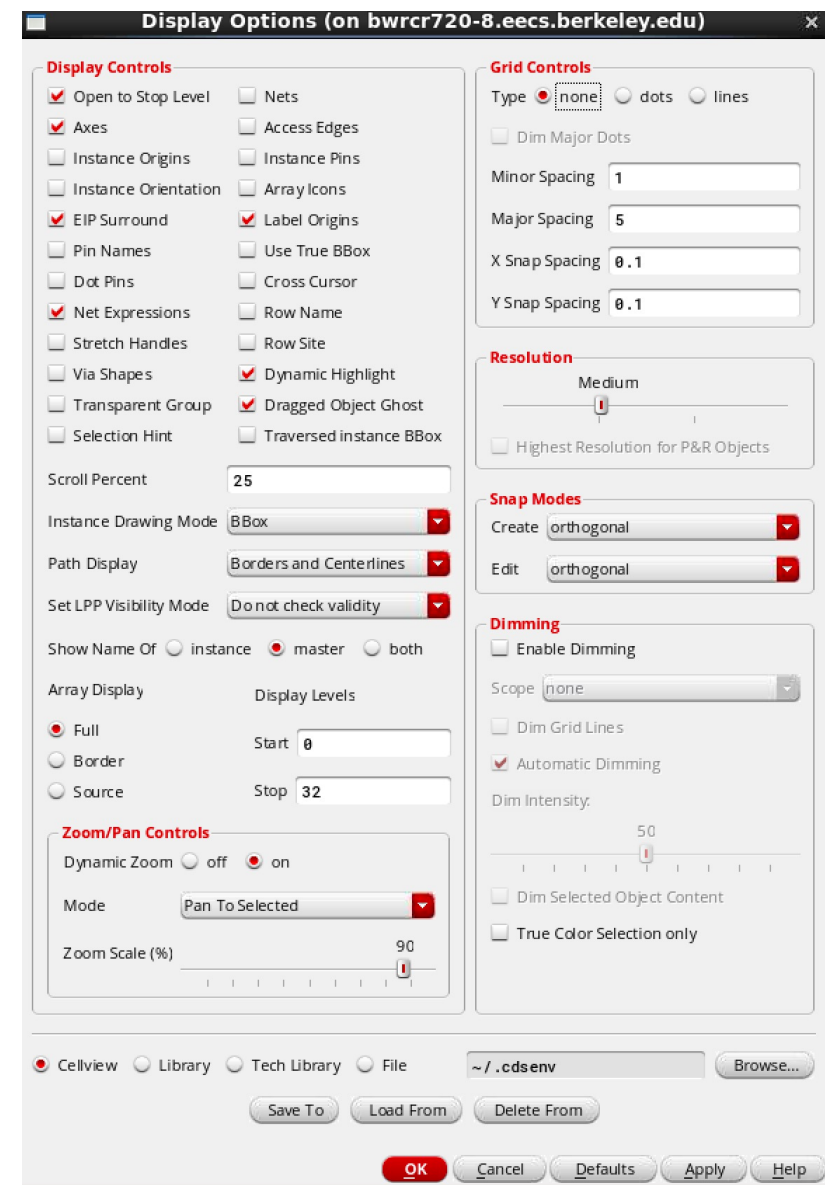 Display Options (on bwrcr720-8.eecs.berkeley.edu)
Display Controls
Open to Stop Level
Nets
Axes
Access Edges
Instance Origins
Instance Pins
Instance Orientation
Array Icons
EIP Surround
Label Origins
Pin Names
Use True BBox
Dot Pins
Cross Cursor
Net Expressions
Row Name
Stretch Handles
Row Site
Via Shapes
Dynamic Highlight
Transparent Group
Dragged Object Ghost
Selection Hint
Traversed instance BBox
Scroll Percent 25
Instance Drawing Mode BBox
Path Display Borders and Centerlines
Set LPP Visibility Mode Do not check validity
Show Name Of instance master both
Array Display
Full
Border
Source
Display Levels
Start 0
Stop 32
Zoom/Pan Controls
Dynamic Zoom off on
Mode Pan To Selected
Zoom Scale (%) 90
Grid Controls
Type none dots lines
Dim Major Dots
Minor Spacing 1
Major Spacing 5
X Snap Spacing 0.1
Y Snap Spacing 0.1
Resolution
Medium
Highest Resolution for P&R Objects
Snap Modes
Create orthogonal
Edit orthogonal
Dimming
Enable Dimming
Scope none
Dim Grid Lines
Automatic Dimming
Dim Intensity:
50
Dim Selected Object Content
True Color Selection only
Cellview Library Tech Library File ~/.cdsenv Browse...
Save To Load From Delete From
OK Cancel Defaults Apply Help